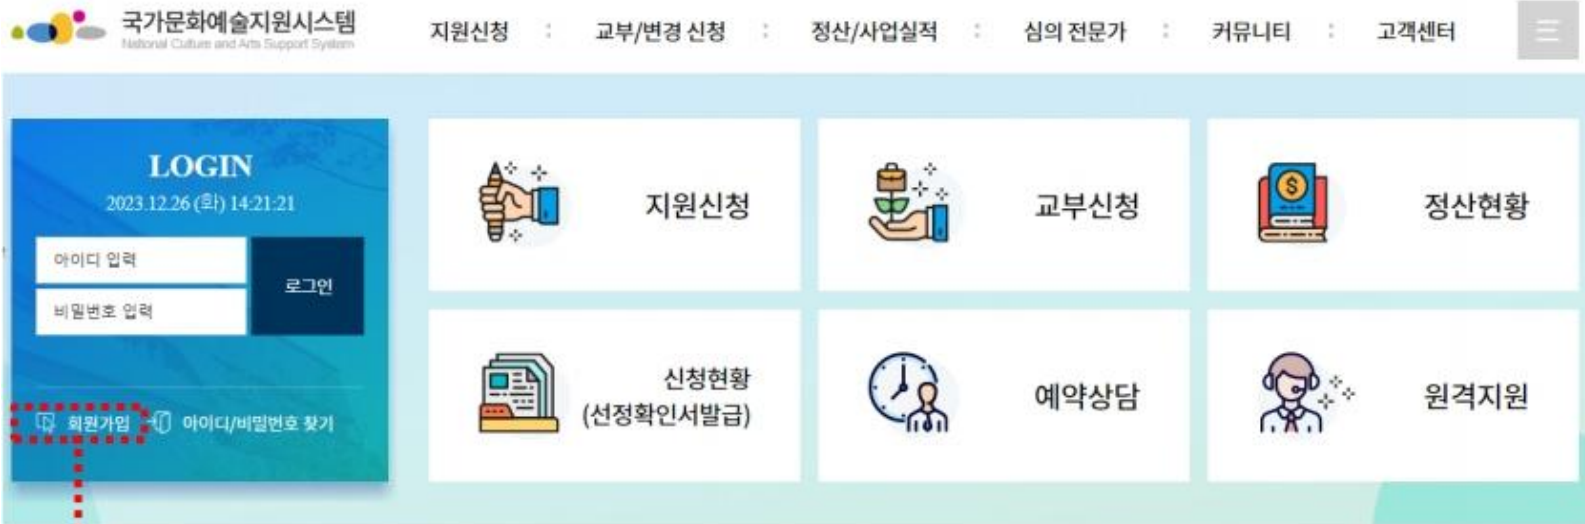 국가문화예술지원시스템
National Culture and Arts Support System
지원신청 : 교부/변경 신청 : 정산/사업실적 : 심의 전문가 : 커뮤니티 : 고객센터
LOGIN
2023.12.26 (화) 14:21:21
아이디 입력
비밀번호 입력
로그인
회원가입 아이디/비밀번호 찾기
지원신청
교부신청
정산현황
신청현황
(선정확인서발급)
예약상담
원격지원